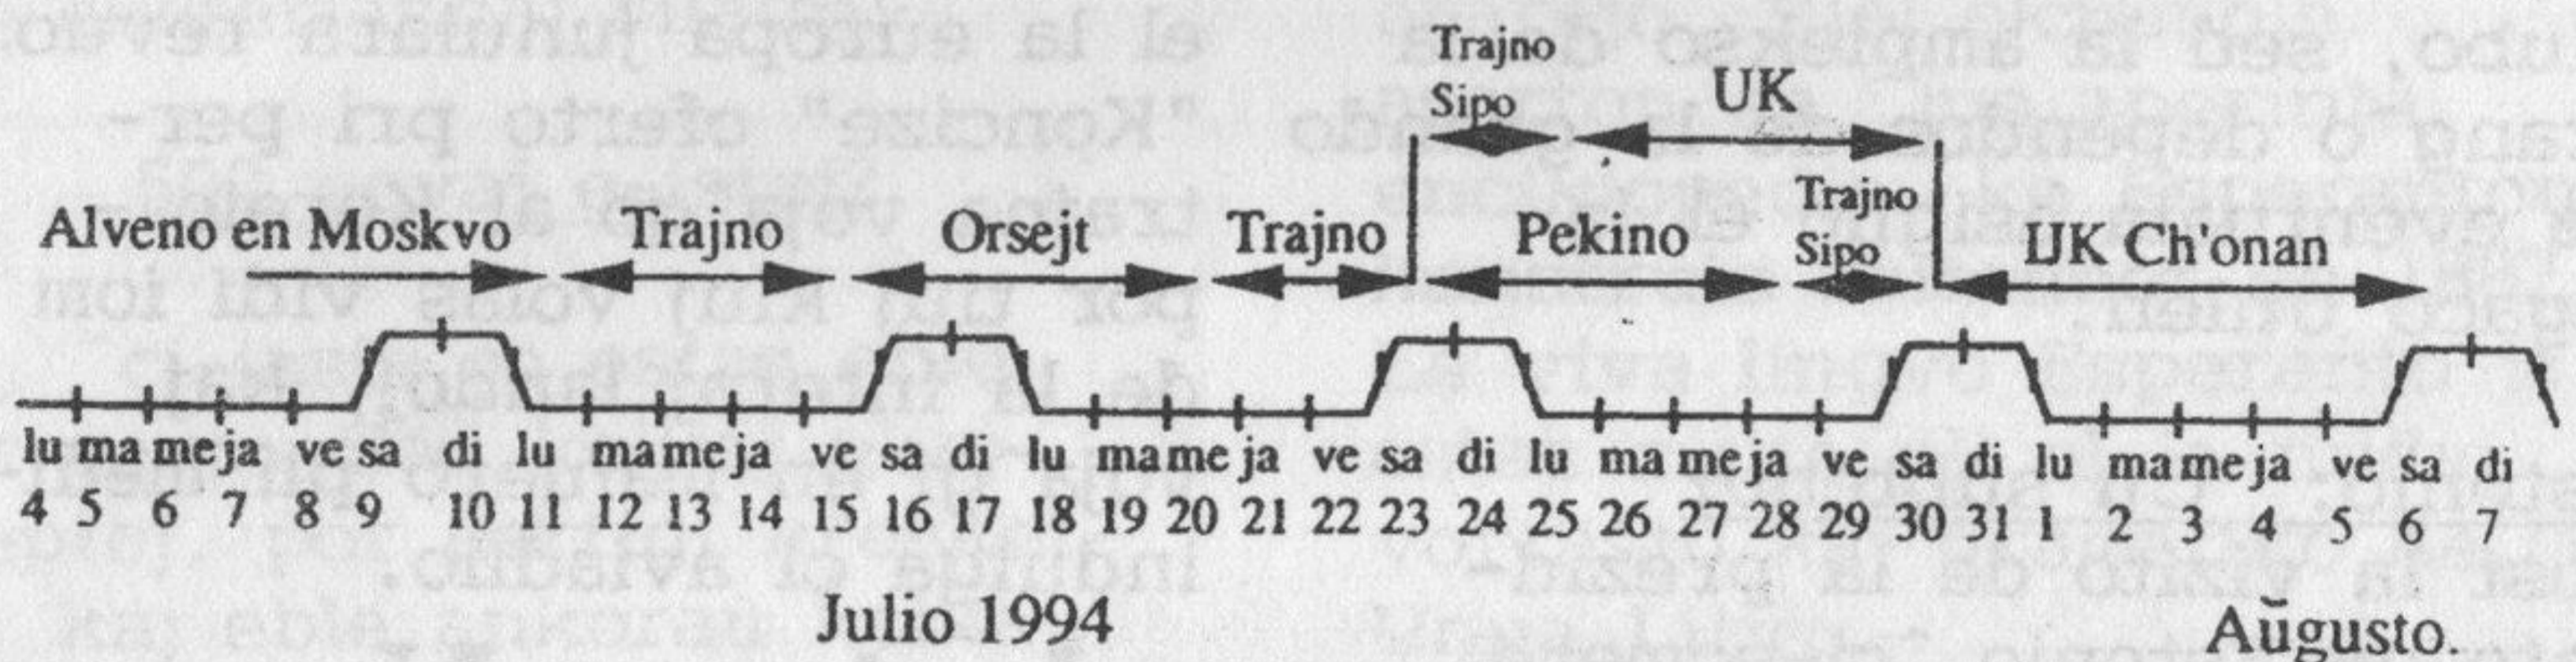 Trajno
Sipo
UK
Trajno
Sipo
Alveno en Moskvo Trajno Orsejt Trajno Pekino UK Ch'onan
lu ma me ja ve sa di lu ma me ja ve sa di lu ma me ja ve sa di lu ma me ja ve sa di lu ma me ja ve sa di
4 5 6 7 8 9 10 11 12 13 14 15 16 17 18 19 20 21 22 23 24 25 26 27 28 29 30 31 1 2 3 4 5 6 7
Julio 1994 Aŭgusto.